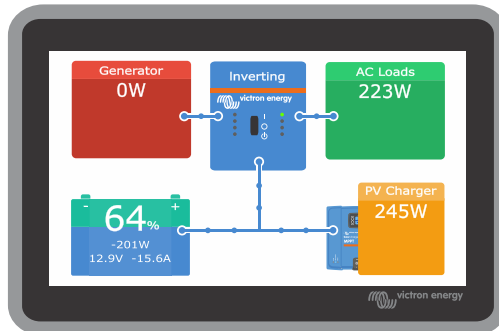 Generator
0W
Inverting
victron energy
AC Loads
223W
64%
-201W
12.9V -15.6A
PV Charger
245W
MPPT
victron energy